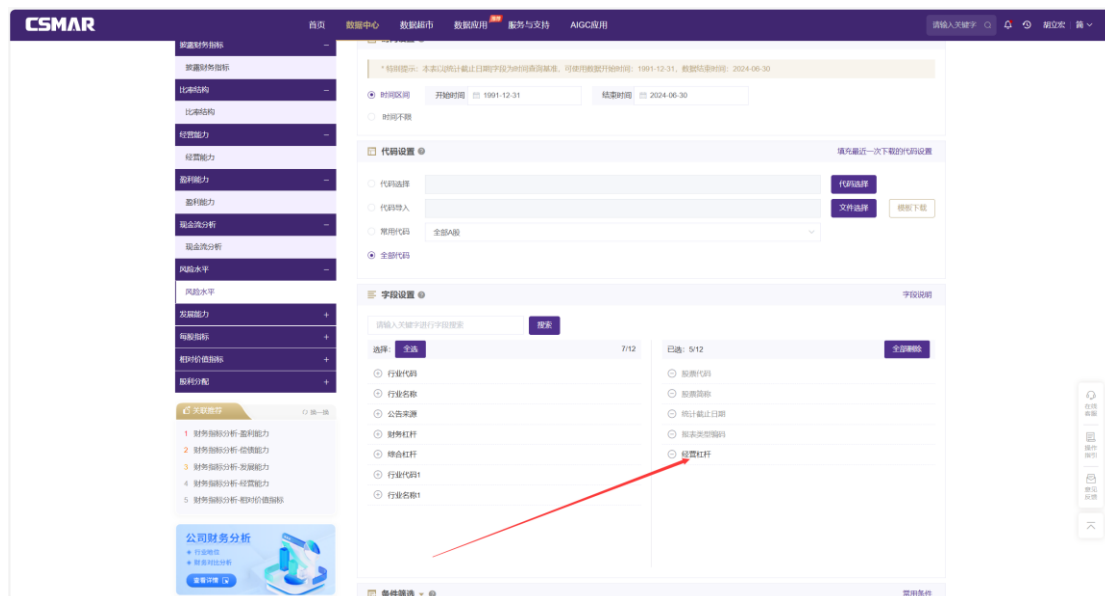 CSMAR
首页 数据中心 数据超市 数据应用 服务与支持 AIGC应用
请输入关键字
胡立宏 简
披露财务指标 −
披露财务指标
比率结构 −
比率结构
经营能力 −
经营能力
盈利能力 −
盈利能力
现金流分析 −
现金流分析
风险水平 −
风险水平
发展能力 +
每股指标 +
相对价值指标 +
股利分配 +
关联推荐 换一换
1 财务指标分析-盈利能力
2 财务指标分析-偿债能力
3 财务指标分析-发展能力
4 财务指标分析-经营能力
5 财务指标分析-相对价值指标
公司财务分析
行业地位
财务对比分析
查看详情
*特别提示：本表以[统计截止日期]字段为时间查询基准，可使用数据开始时间：1991-12-31，数据结束时间：2024-06-30
时间区间 开始时间 1991-12-31 结束时间 2024-06-30
时间不限
代码设置 填充最近一次下载的代码设置
代码选择 代码选择
代码导入 文件选择 模板下载
常用代码 全部A股
全部代码
字段设置 字段说明
请输入关键字进行字段搜索 搜索
选择： 全选 7/12
行业代码
行业名称
公告来源
财务杠杆
综合杠杆
行业代码1
行业名称1
已选： 5/12 全部删除
股票代码
股票简称
统计截止日期
报表类型编码
经营杠杆
条件筛选 常用条件
在线
客服
操作
指引
意见
反馈